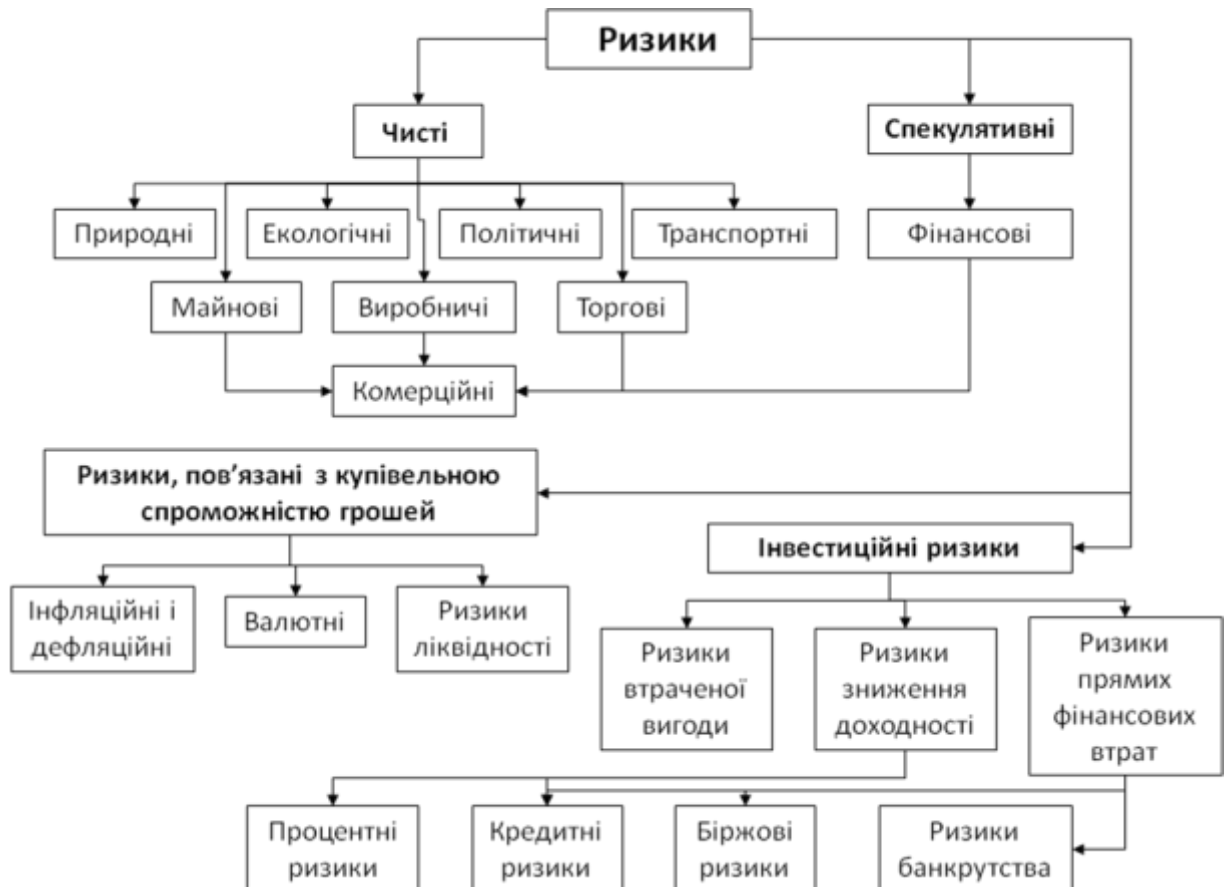 Ризики
Чисті
Спекулятивні
Природні
Екологічні
Політичні
Транспортні
Фінансові
Майнові
Виробничі
Торгові
Комерційні
Ризики, пов’язані з купівельною
спроможністю грошей
Інвестиційні ризики
Інфляційні і
дефляційні
Валютні
Ризики
ліквідності
Ризики
втраченої
вигоди
Ризики
зниження
доходності
Ризики
прямих
фінансових
втрат
Процентні
ризики
Кредитні
ризики
Біржові
ризики
Ризики
банкрутства